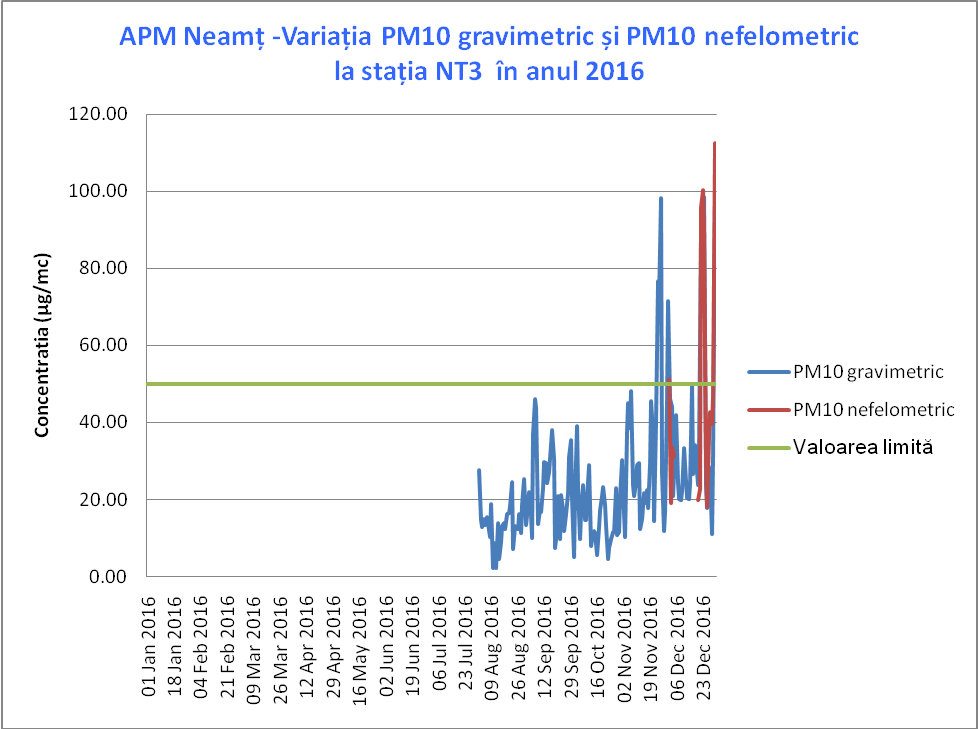 APM Neamț -Variația PM10 gravimetric și PM10 nefelometric
la stația NT3 în anul 2016
Concentratia (µg/mc)
120.00
100.00
80.00
60.00
40.00
20.00
0.00
01 Jan 2016
18 Jan 2016
04 Feb 2016
21 Feb 2016
09 Mar 2016
26 Mar 2016
12 Apr 2016
29 Apr 2016
16 May 2016
02 Jun 2016
19 Jun 2016
06 Jul 2016
23 Jul 2016
09 Aug 2016
26 Aug 2016
12 Sep 2016
29 Sep 2016
16 Oct 2016
02 Nov 2016
19 Nov 2016
06 Dec 2016
23 Dec 2016
PM10 gravimetric
PM10 nefelometric
Valoarea limită